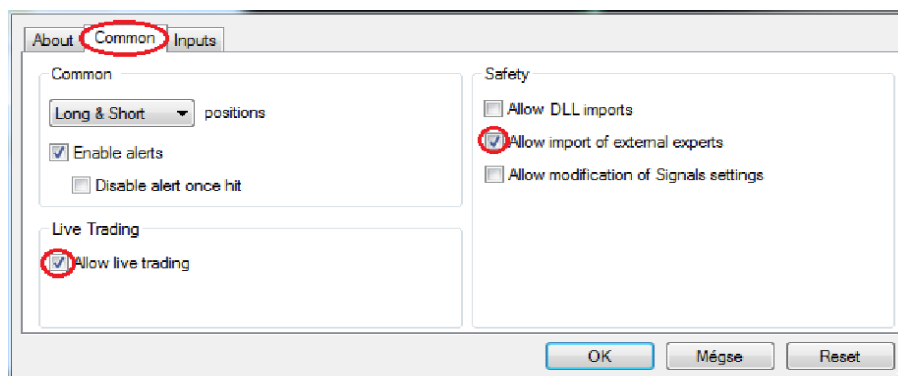 About Common Inputs
Common
Long & Short positions
Enable alerts
Disable alert once hit
Live Trading
Allow live trading
Safety
Allow DLL imports
Allow import of external experts
Allow modification of Signals settings
OK Mégse Reset